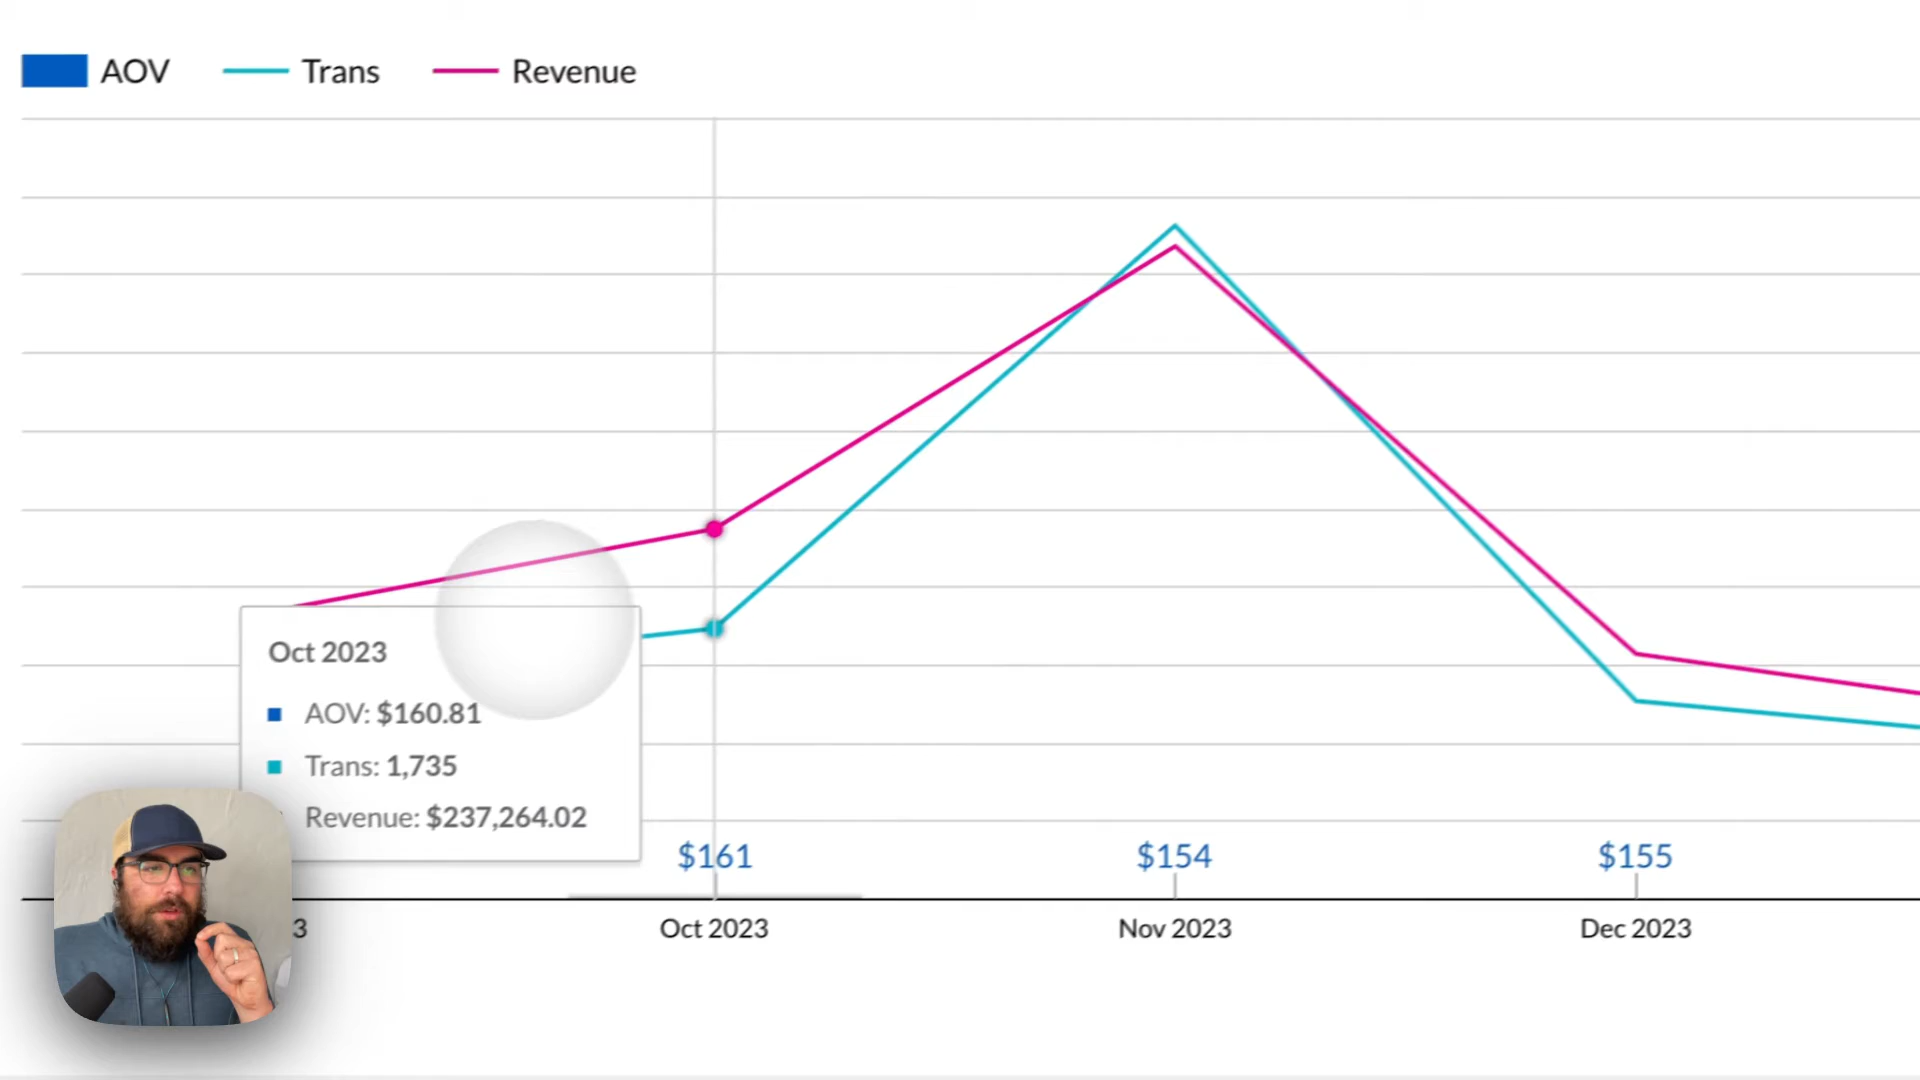 AOV Trans Revenue
Oct 2023
AOV: $160.81
Trans: 1,735
Revenue: $237,264.02
$161 $154 $155
3 Oct 2023 Nov 2023 Dec 2023